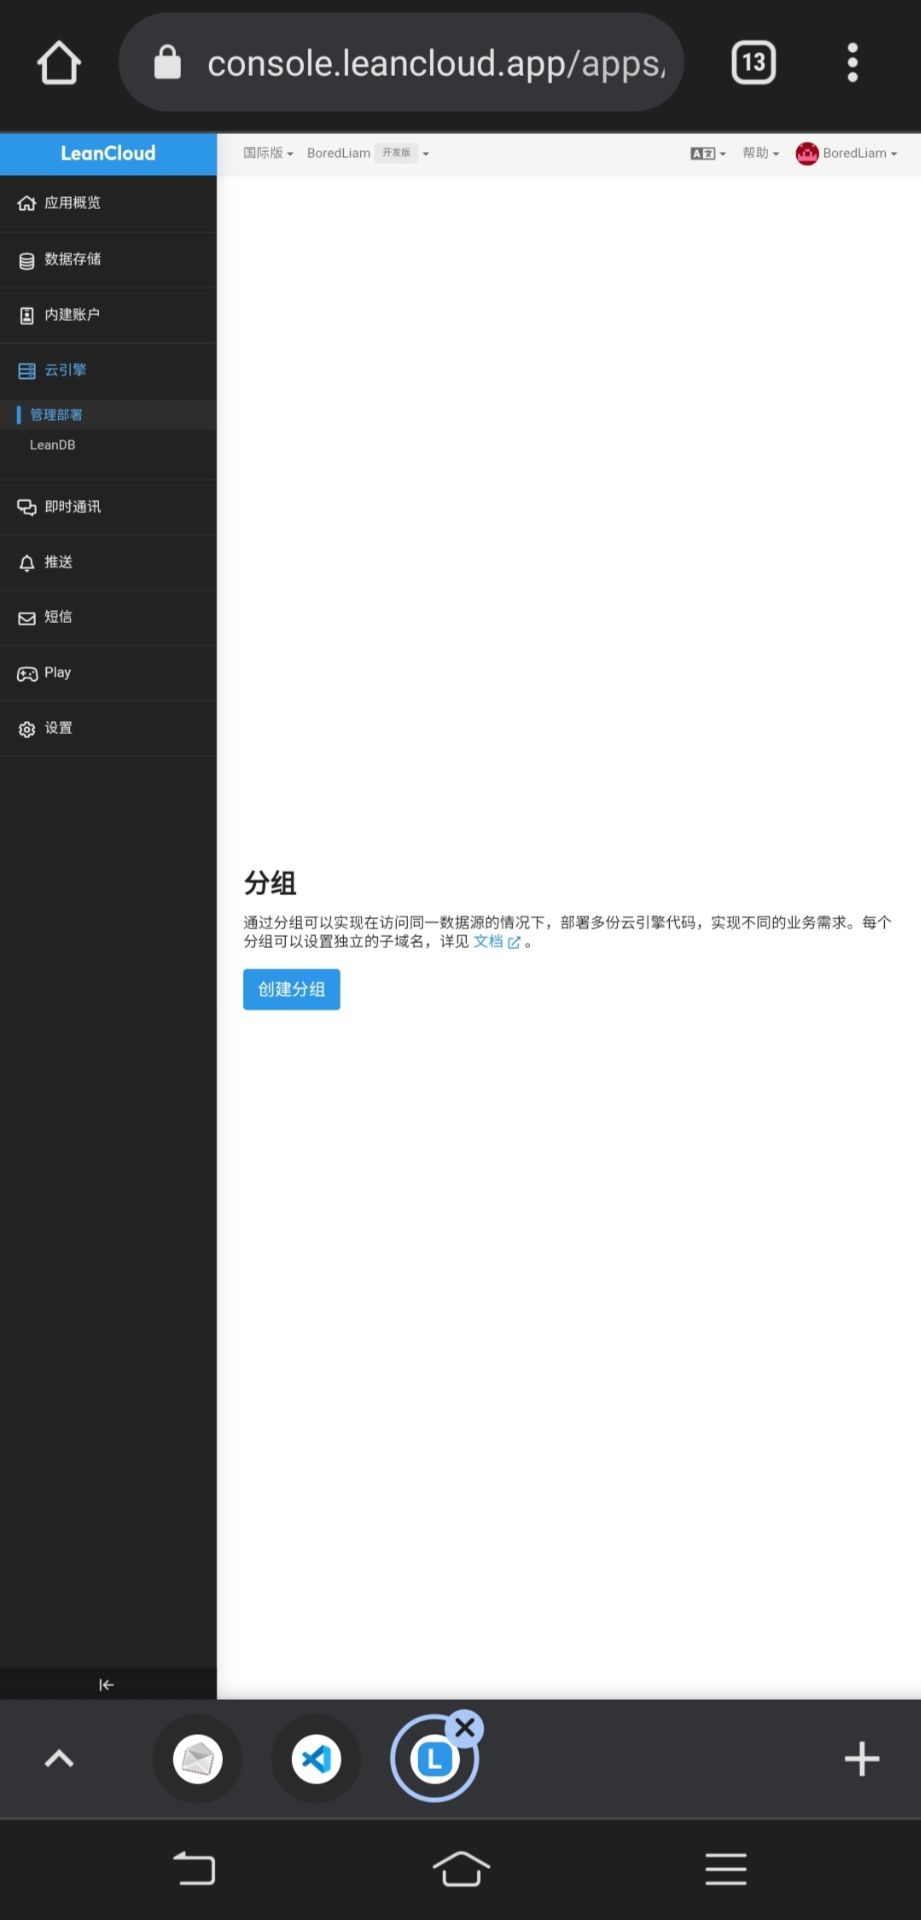 console.leancloud.app/apps/
13
LeanCloud
国际版
BoredLiam
开发版
帮助
BoredLiam
应用概览
数据存储
内建账户
云引擎
管理部署
LeanDB
即时通讯
推送
短信
Play
设置
分组
通过分组可以实现在访问同一数据源的情况下，部署多份云引擎代码，实现不同的业务需求。每个
分组可以设置独立的子域名，详见 文档 。
创建分组
L